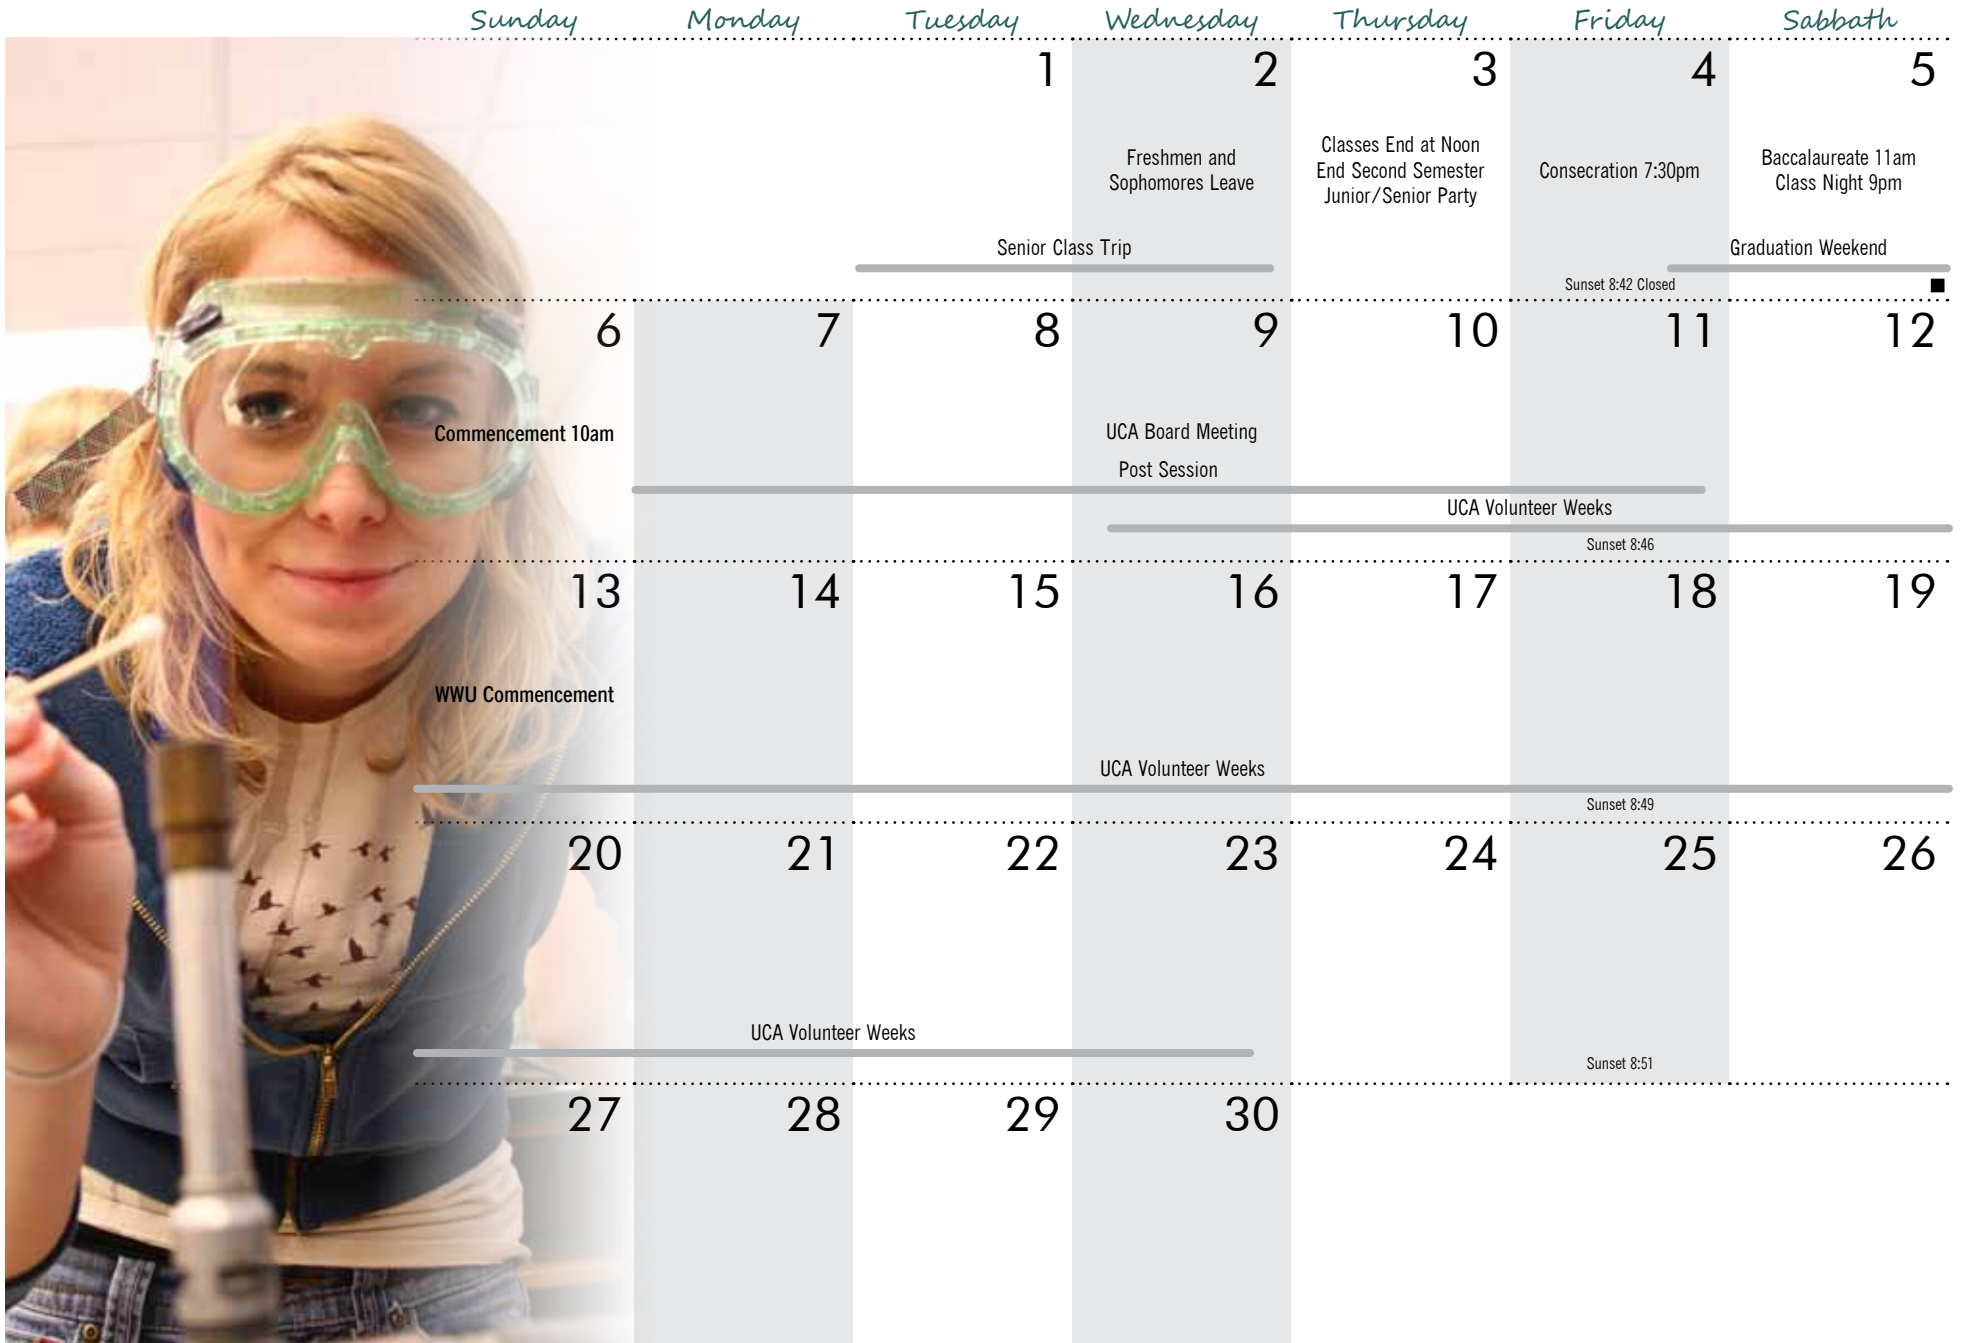 Sunday Monday Tuesday Wednesday Thursday Friday Sabbath
1 2 3 4 5
Freshmen and
Sophomores Leave
Classes End at Noon
End Second Semester
Junior/Senior Party
Consecration 7:30pm
Baccalaureate 11am
Class Night 9pm
Senior Class Trip
Graduation Weekend
Sunset 8:42 Closed
6 7 8 9 10 11 12
Commencement 10am
UCA Board Meeting
Post Session
UCA Volunteer Weeks
Sunset 8:46
13 14 15 16 17 18 19
WWU Commencement
UCA Volunteer Weeks
Sunset 8:49
20 21 22 23 24 25 26
UCA Volunteer Weeks
Sunset 8:51
27 28 29 30